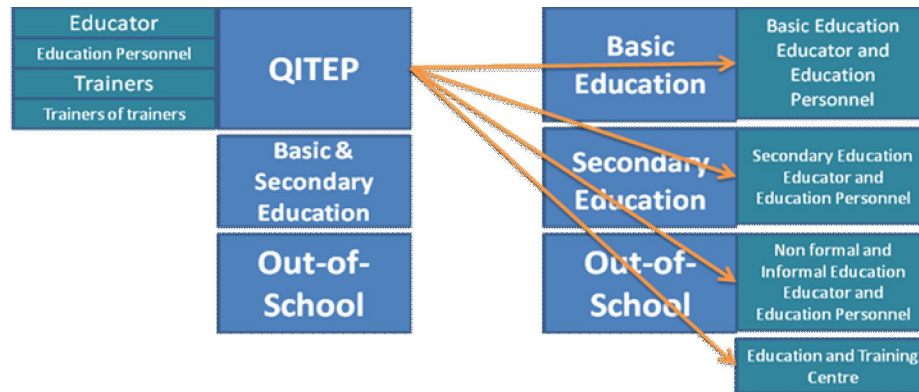 Educator
Education Personnel
Trainers
Trainers of trainers
QITEP
Basic &
Secondary
Education
Out-of-
School
Basic
Education
Basic Education
Educator and
Education
Personnel
Secondary
Education
Secondary Education
Educator and
Education Personnel
Out-of-
School
Non formal and
Informal Education
Educator and
Education Personnel
Education and Training
Centre